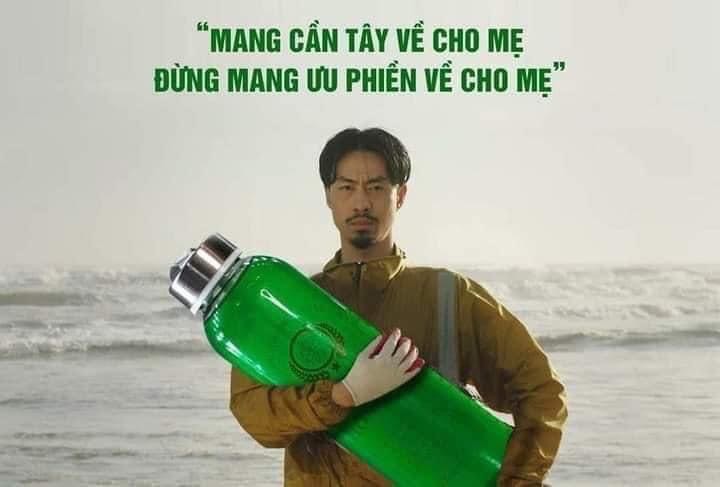 “MANG CẦN TÂY VỀ CHO MẸ
ĐỪNG MANG ƯU PHIỀN VỀ CHO MẸ”